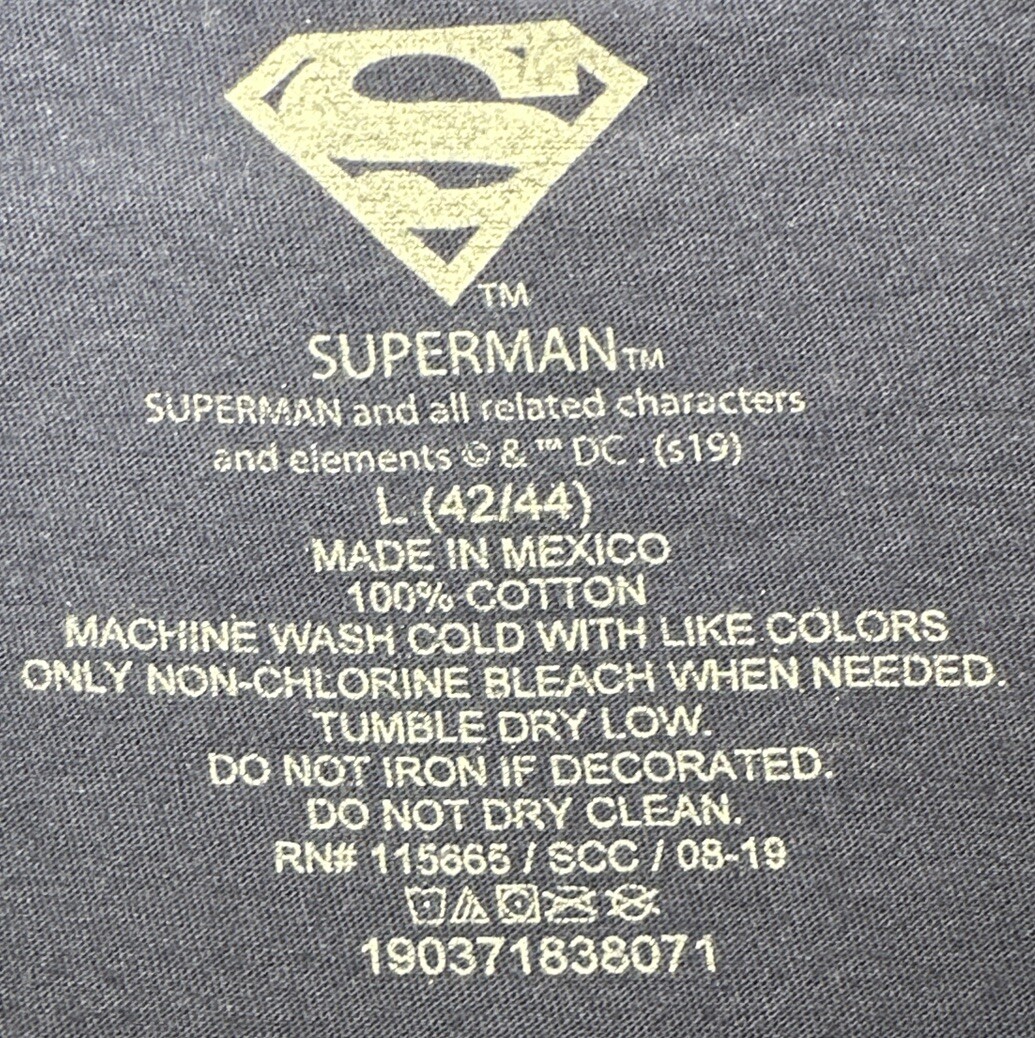 TM
SUPERMAN™
SUPERMAN and all related characters
and elements © & ™ DC . (s19)
L (42/44)
MADE IN MEXICO
100% COTTON
MACHINE WASH COLD WITH LIKE COLORS
ONLY NON-CHLORINE BLEACH WHEN NEEDED.
TUMBLE DRY LOW.
DO NOT IRON IF DECORATED.
DO NOT DRY CLEAN.
RN# 115665 / SCC / 08-19
190371838071